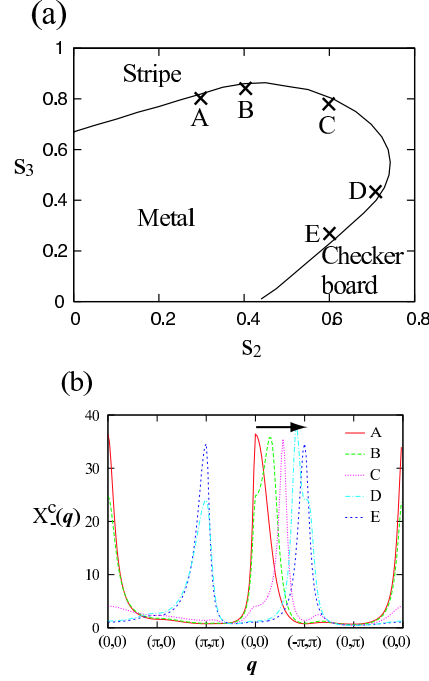 (a)
1
0.8
0.6
0.4
0.2
0
S3
Stripe
A
B
C
D
E
Metal
Checker
board
0 0.2 0.4 0.6 0.8
S2
(b)
40
30
20
10
0
X^c_-(q)
A
B
C
D
E
(0,0) (π,0) (π,π) (0,0) (-π,π) (0,π) (0,0)
q